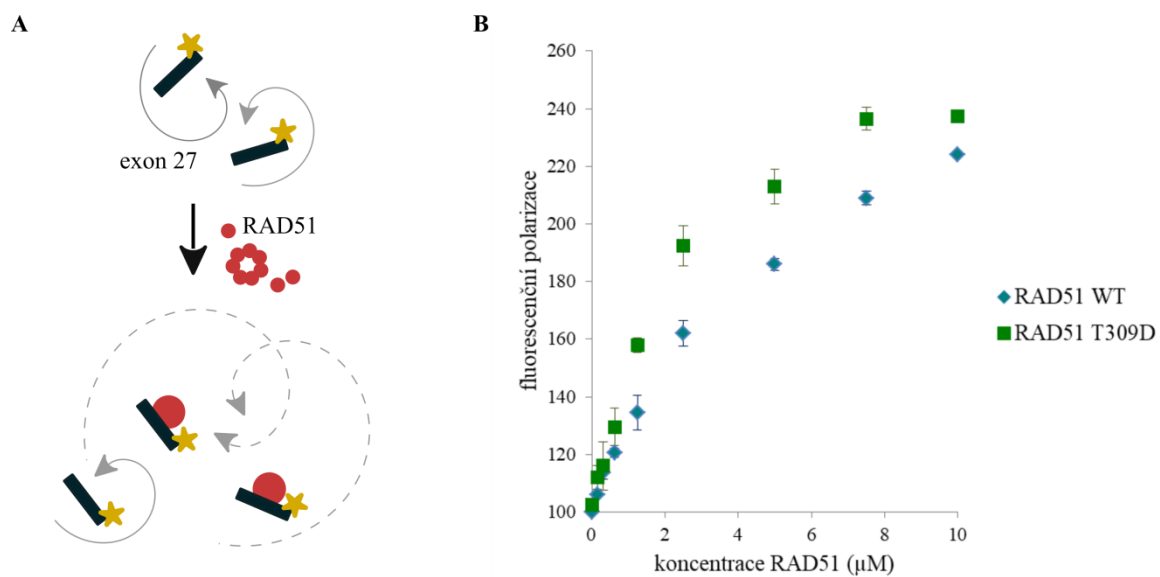 A
exon 27
RAD51
B
260
240
220
200
180
160
140
120
100
fluorescenční polarizace
0
2
4
6
8
10
koncentrace RAD51 (µM)
RAD51 WT
RAD51 T309D